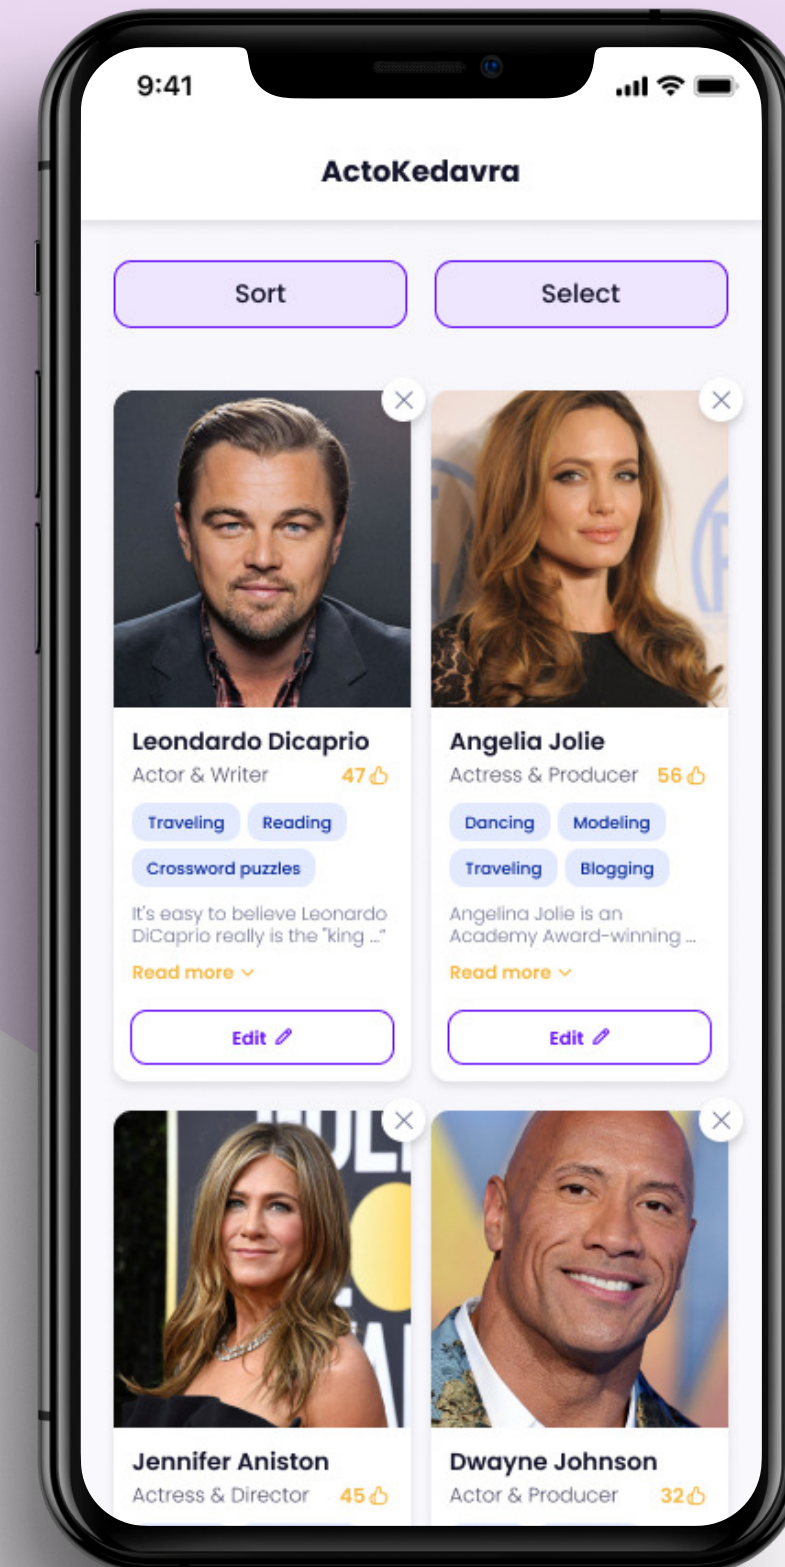 9:41
ActoKedavra
Sort Select
Leondardo Dicaprio
Actor & Writer 47
Traveling Reading
Crossword puzzles
It's easy to believe Leonardo
DiCaprio really is the "king ..."
Read more
Edit
Angelia Jolie
Actress & Producer 56
Dancing Modeling
Traveling Blogging
Angelina Jolie is an
Academy Award-winning ...
Read more
Edit
Jennifer Aniston
Actress & Director 45
Dwayne Johnson
Actor & Producer 32